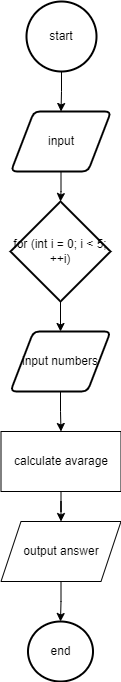 start
input
for (int i = 0; i < 5;
++i)
input numbers
calculate avarage
output answer
end